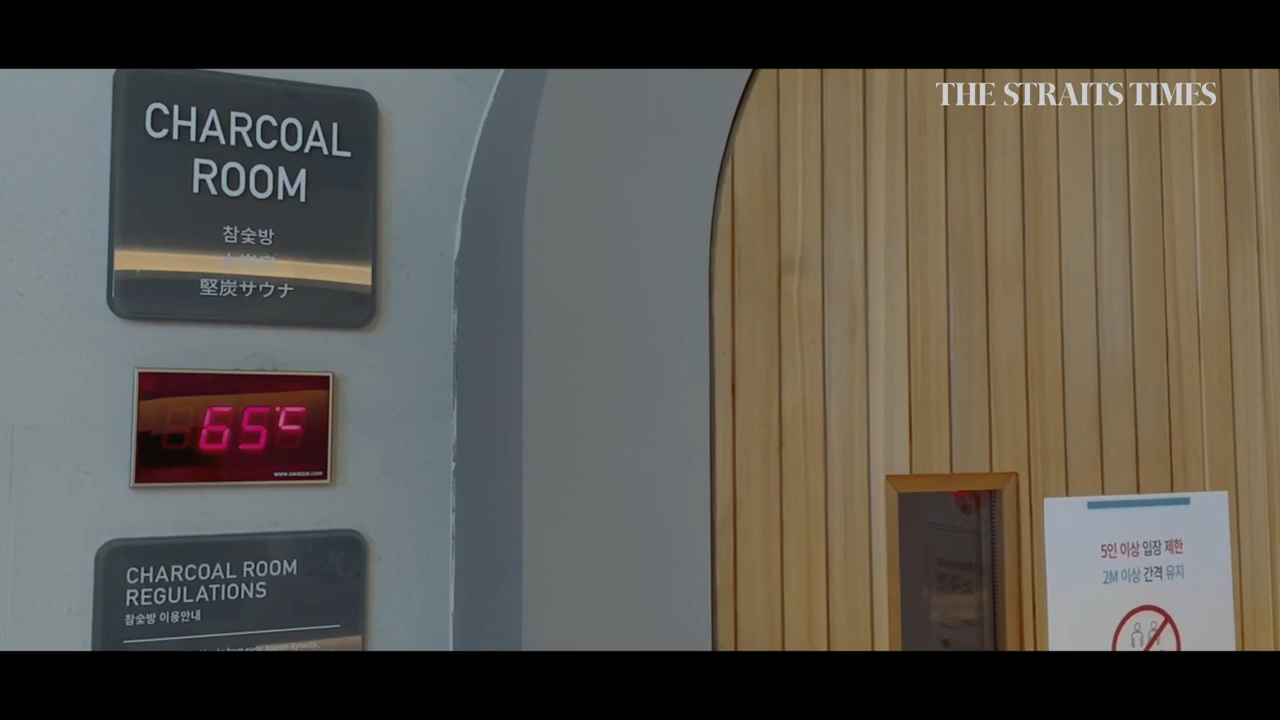 THE STRAITS TIMES
CHARCOAL
ROOM
참숯방
堅炭サウナ
65℃
CHARCOAL ROOM
REGULATIONS
참숯방 이용안내
5인 이상 입장 제한
2M 이상 간격 유지